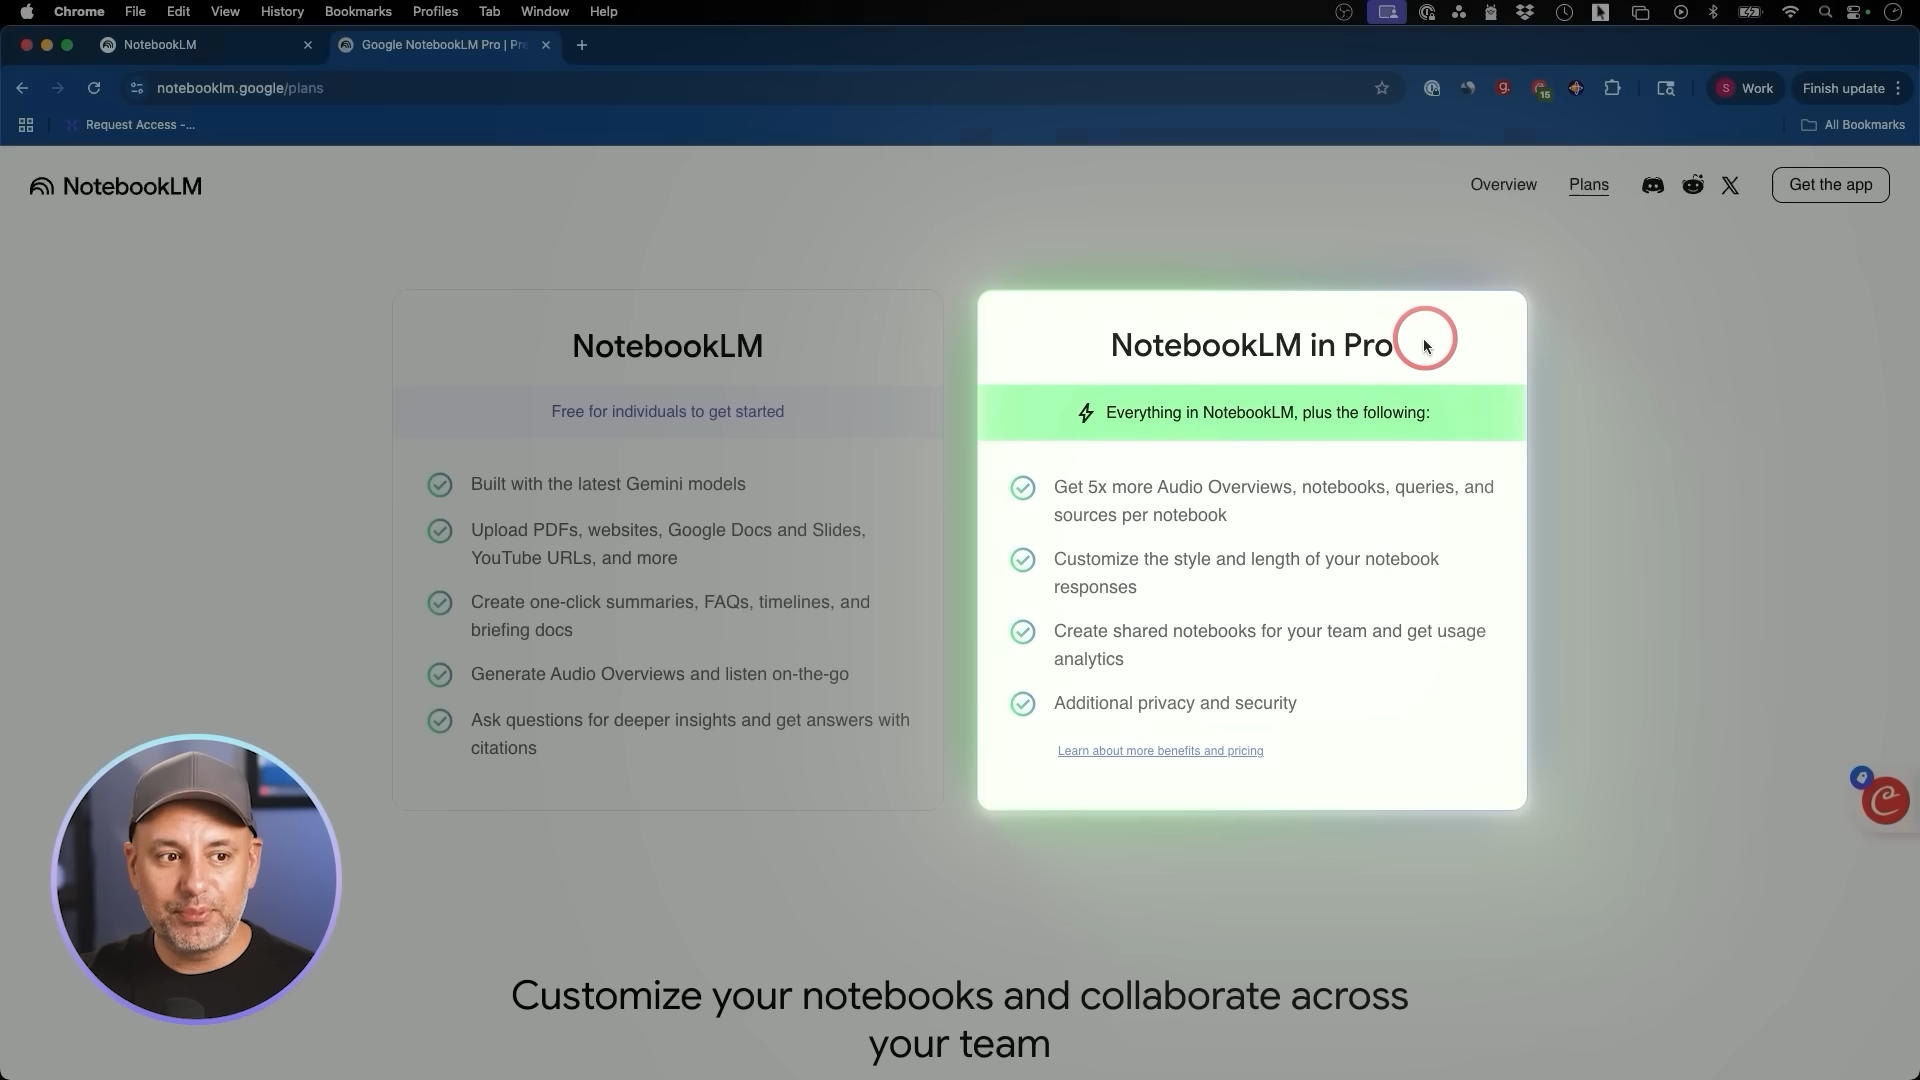 Chrome File Edit View History Bookmarks Profiles Tab Window Help
NotebookLM
Google NotebookLM Pro | Pre
notebooklm.google/plans
g.
15
S Work
Finish update
Request Access -...
All Bookmarks
NotebookLM
Overview
Plans
Get the app
NotebookLM
Free for individuals to get started
Built with the latest Gemini models
Upload PDFs, websites, Google Docs and Slides,
YouTube URLs, and more
Create one-click summaries, FAQs, timelines, and
briefing docs
Generate Audio Overviews and listen on-the-go
Ask questions for deeper insights and get answers with
citations
NotebookLM in Pro
Everything in NotebookLM, plus the following:
Get 5x more Audio Overviews, notebooks, queries, and
sources per notebook
Customize the style and length of your notebook
responses
Create shared notebooks for your team and get usage
analytics
Additional privacy and security
Learn about more benefits and pricing
Customize your notebooks and collaborate across
your team